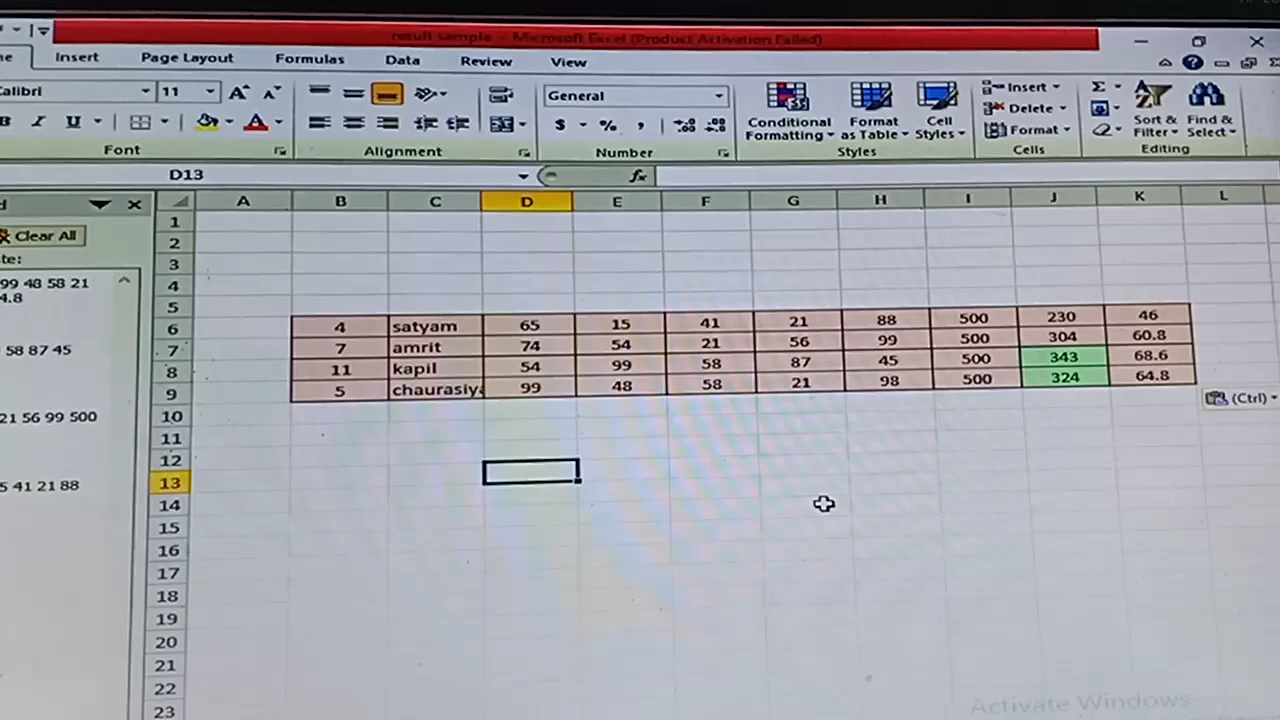 result sample - Microsoft Excel (Product Activation Failed)
Insert Page Layout Formulas Data Review View
Calibri 11 A A General Conditional Formatting Format as Table Cell Styles Insert Delete Format Σ Sort & Filter Find & Select
B I U A $ % ,
Font Alignment Number Styles Cells Editing
D13 fx
Clear All
A B C D E F G H I J K L
99 48 58 21
4.8
58 87 45
21 56 99 500
5 41 21 88
1
2
3
4
5
6 4 satyam 65 15 41 21 88 500 230 46
7 7 amrit 74 54 21 56 99 500 304 60.8
8 11 kapil 54 99 58 87 45 500 343 68.6
9 5 chaurasiya 99 48 58 21 98 500 324 64.8
(Ctrl)
10
11
12
13
14
15
16
17
18
19
20
21
22
23
Activate Windows